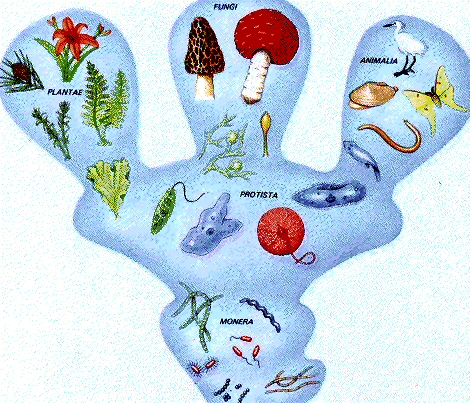 FUNGI
ANIMALIA
PLANTAE
PROTISTA
MONERA